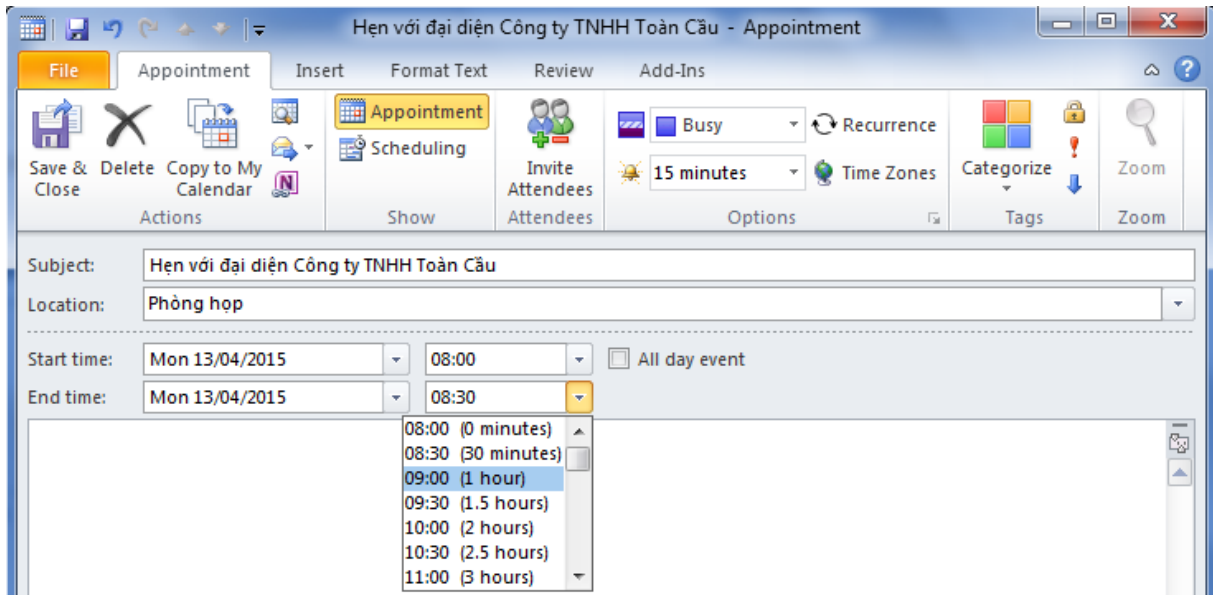 Hẹn với đại diện Công ty TNHH Toàn Cầu - Appointment
File Appointment Insert Format Text Review Add-Ins
Save & Close
Delete
Copy to My Calendar
Actions
Appointment
Scheduling
Show
Invite Attendees
Attendees
Busy
Recurrence
15 minutes
Time Zones
Options
Categorize
Tags
Zoom
Zoom
Subject: Hẹn với đại diện Công ty TNHH Toàn Cầu
Location: Phòng họp
Start time: Mon 13/04/2015 08:00 All day event
End time: Mon 13/04/2015 08:30
08:00 (0 minutes)
08:30 (30 minutes)
09:00 (1 hour)
09:30 (1.5 hours)
10:00 (2 hours)
10:30 (2.5 hours)
11:00 (3 hours)